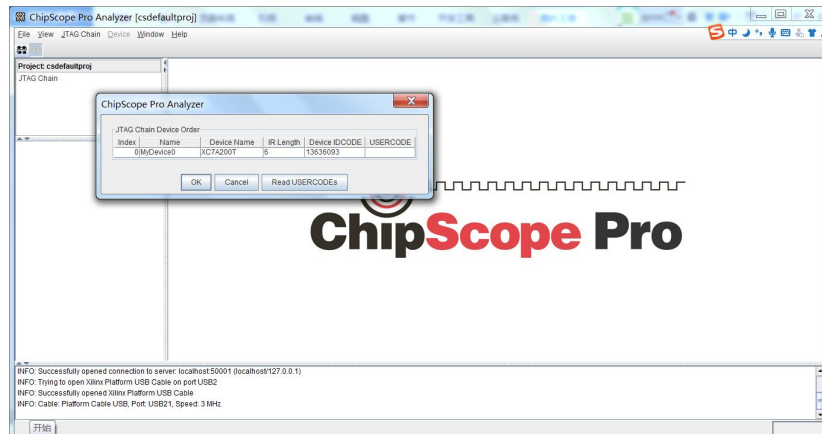 ChipScope Pro Analyzer [csdefaultproj]
File View JTAG Chain Device Window Help
中
Project: csdefaultproj
JTAG Chain
ChipScope Pro Analyzer
JTAG Chain Device Order
Index Name Device Name IR Length Device IDCODE USERCODE
0 MyDevice0 XC7A200T 6 13636093
OK Cancel Read USERCODEs
ChipScope Pro
INFO: Successfully opened connection to server: localhost:50001 (localhost/127.0.0.1)
INFO: Trying to open Xilinx Platform USB Cable on port USB2
INFO: Successfully opened Xilinx Platform USB Cable
INFO: Cable: Platform Cable USB, Port: USB21, Speed: 3 MHz
开始